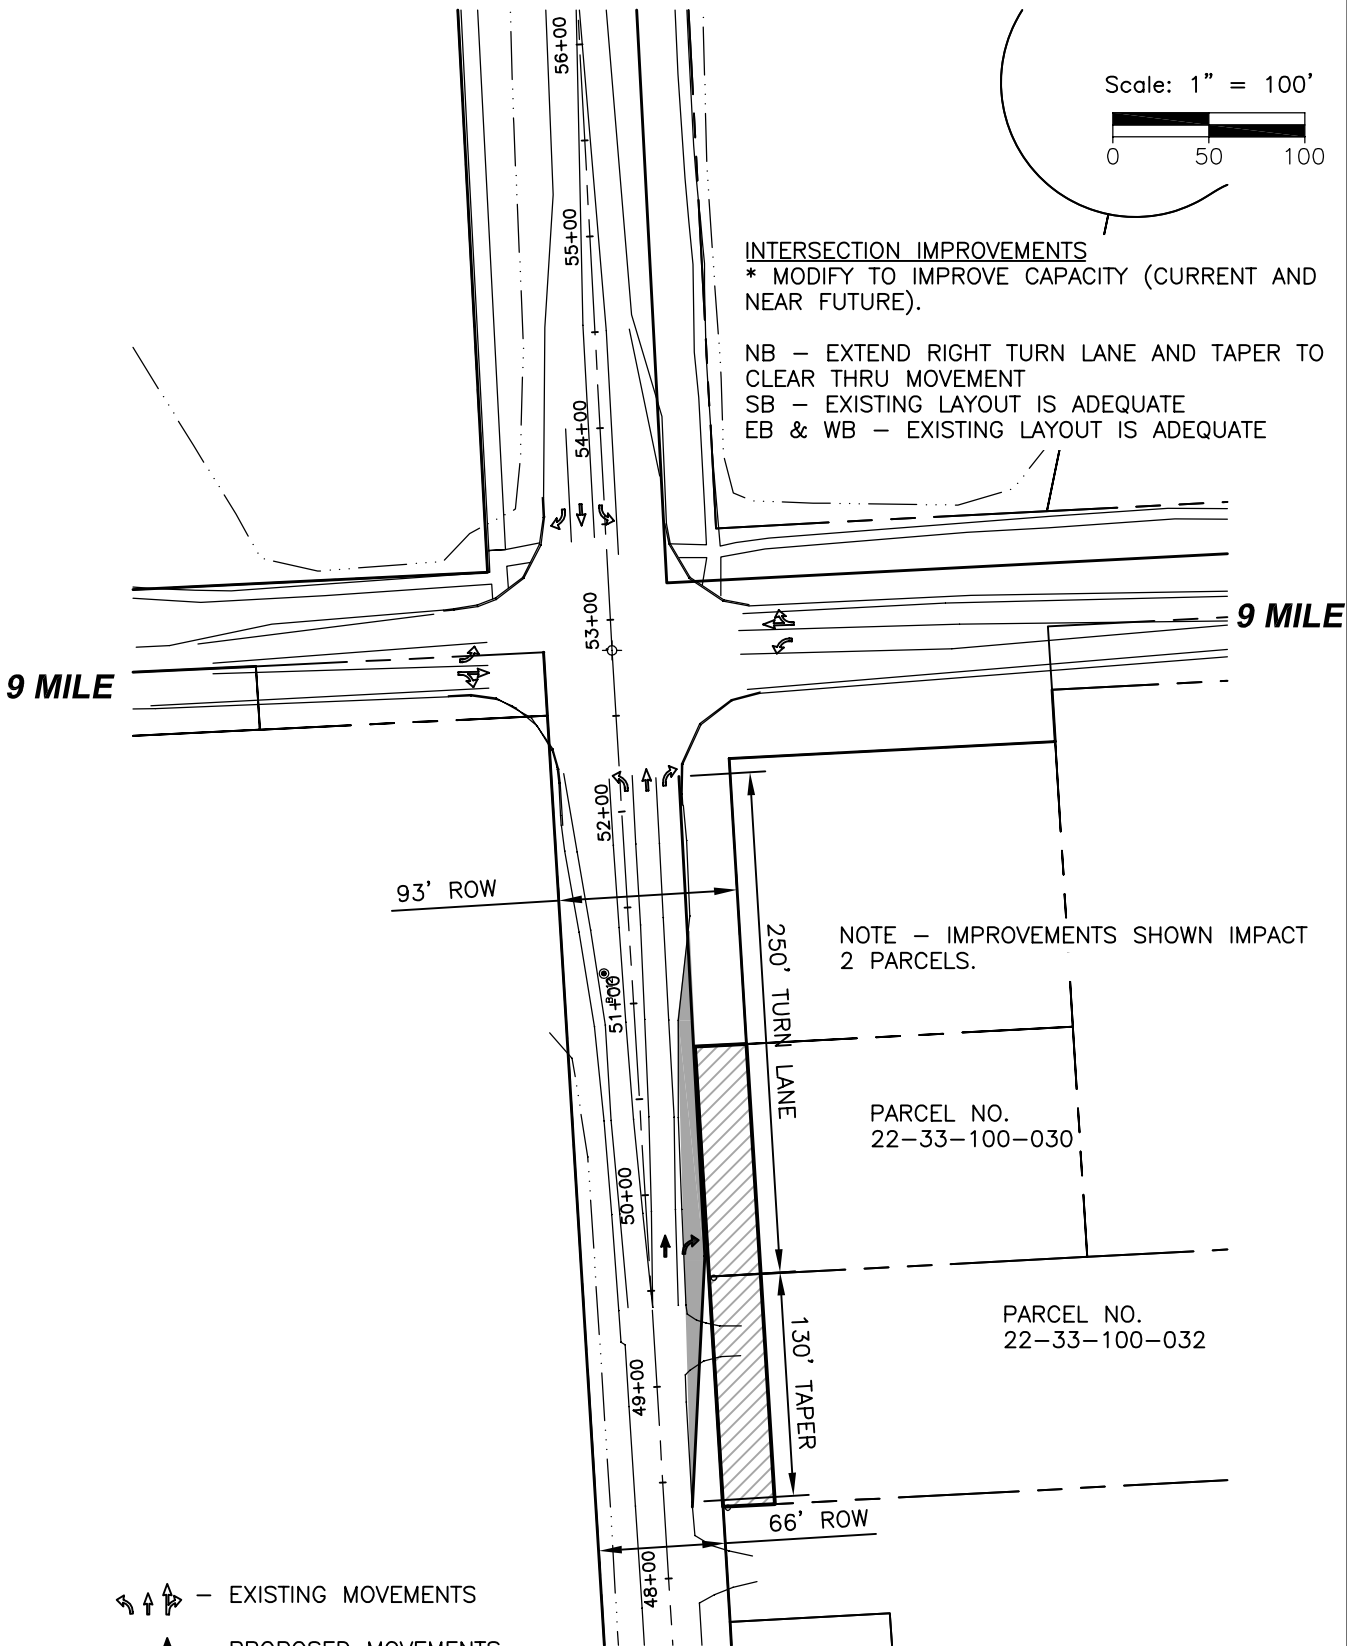 56+00
Scale: 1" = 100'
0 50 100
55+00
INTERSECTION IMPROVEMENTS
* MODIFY TO IMPROVE CAPACITY (CURRENT AND
NEAR FUTURE).
NB – EXTEND RIGHT TURN LANE AND TAPER TO
CLEAR THRU MOVEMENT
SB – EXISTING LAYOUT IS ADEQUATE
EB & WB – EXISTING LAYOUT IS ADEQUATE
54+00
53+00
9 MILE
9 MILE
52+00
93' ROW
250' TURN LANE
NOTE – IMPROVEMENTS SHOWN IMPACT
2 PARCELS.
51+00
PARCEL NO.
22–33–100–030
50+00
PARCEL NO.
22–33–100–032
130' TAPER
49+00
66' ROW
48+00
– EXISTING MOVEMENTS
PROPOSED MOVEMENTS